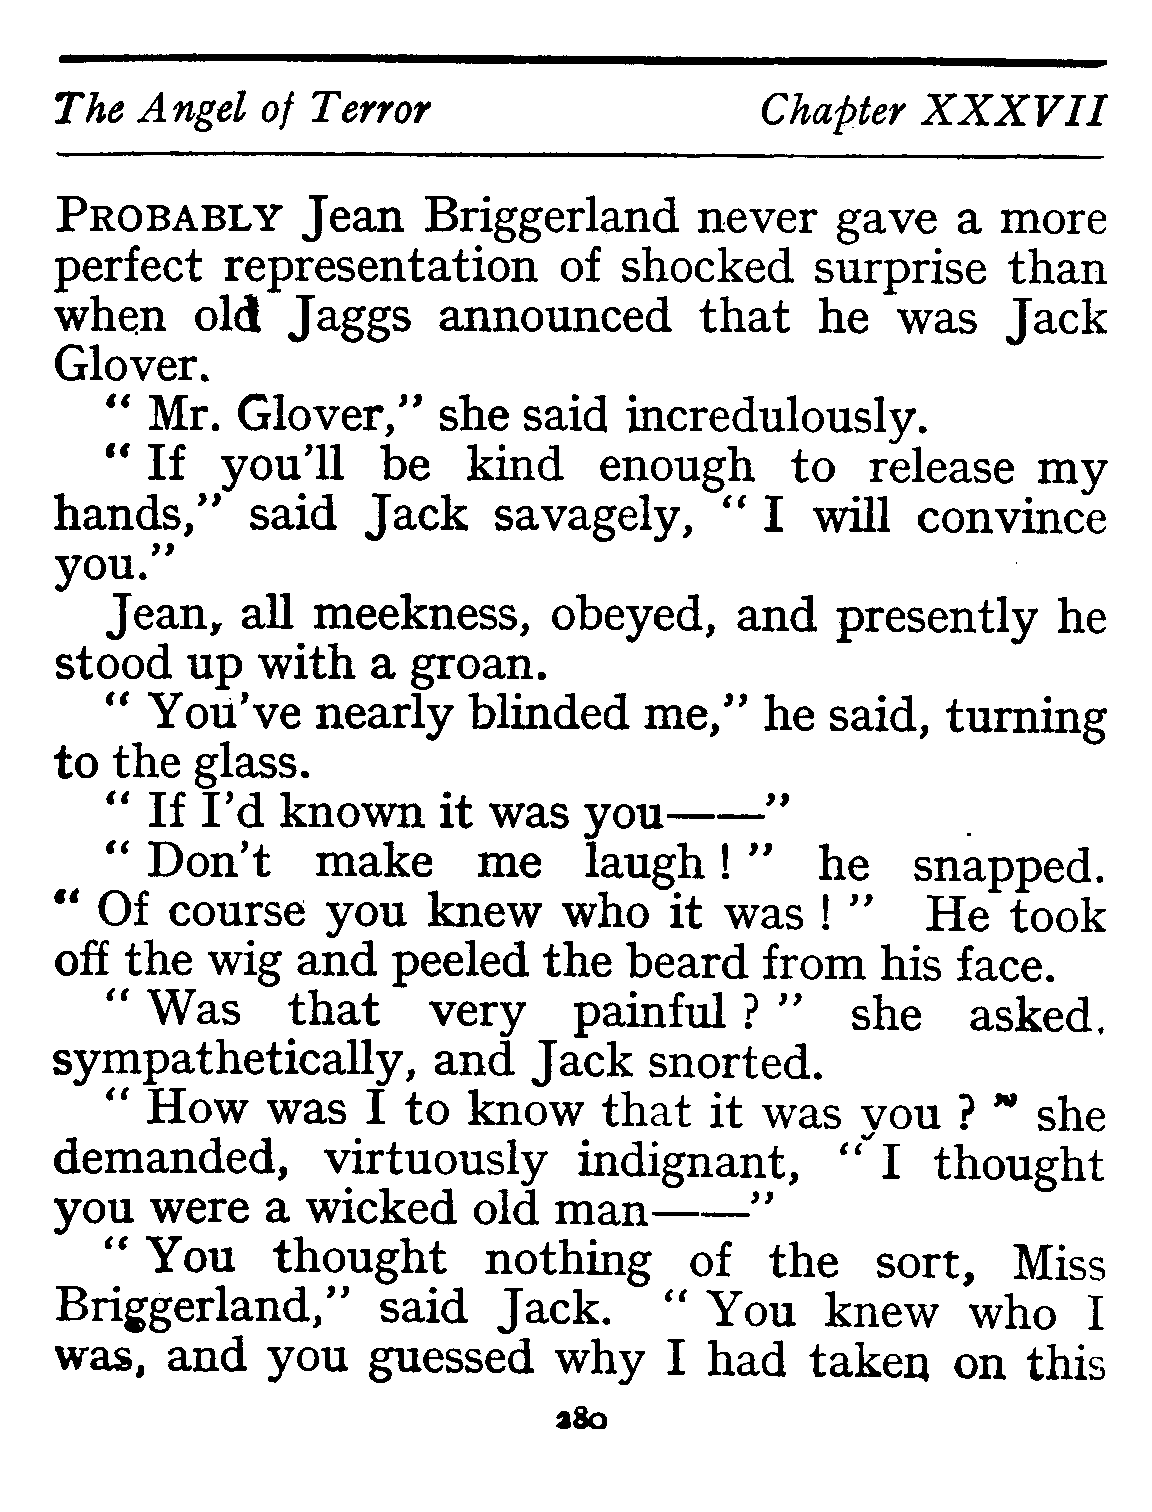 The Angel of Terror Chapter XXXVII
PROBABLY Jean Briggerland never gave a more
perfect representation of shocked surprise than
when old Jaggs announced that he was Jack
Glover.
" Mr. Glover," she said incredulously.
" If you'll be kind enough to release my
hands," said Jack savagely, " I will convince
you."
Jean, all meekness, obeyed, and presently he
stood up with a groan.
" You've nearly blinded me," he said, turning
to the glass.
" If I'd known it was you——"
" Don't make me laugh ! " he snapped.
" Of course you knew who it was ! " He took
off the wig and peeled the beard from his face.
" Was that very painful ? " she asked.
sympathetically, and Jack snorted.
" How was I to know that it was you ? " she
demanded, virtuously indignant, " I thought
you were a wicked old man——"
" You thought nothing of the sort, Miss
Briggerland," said Jack. " You knew who I
was, and you guessed why I had taken on this
280